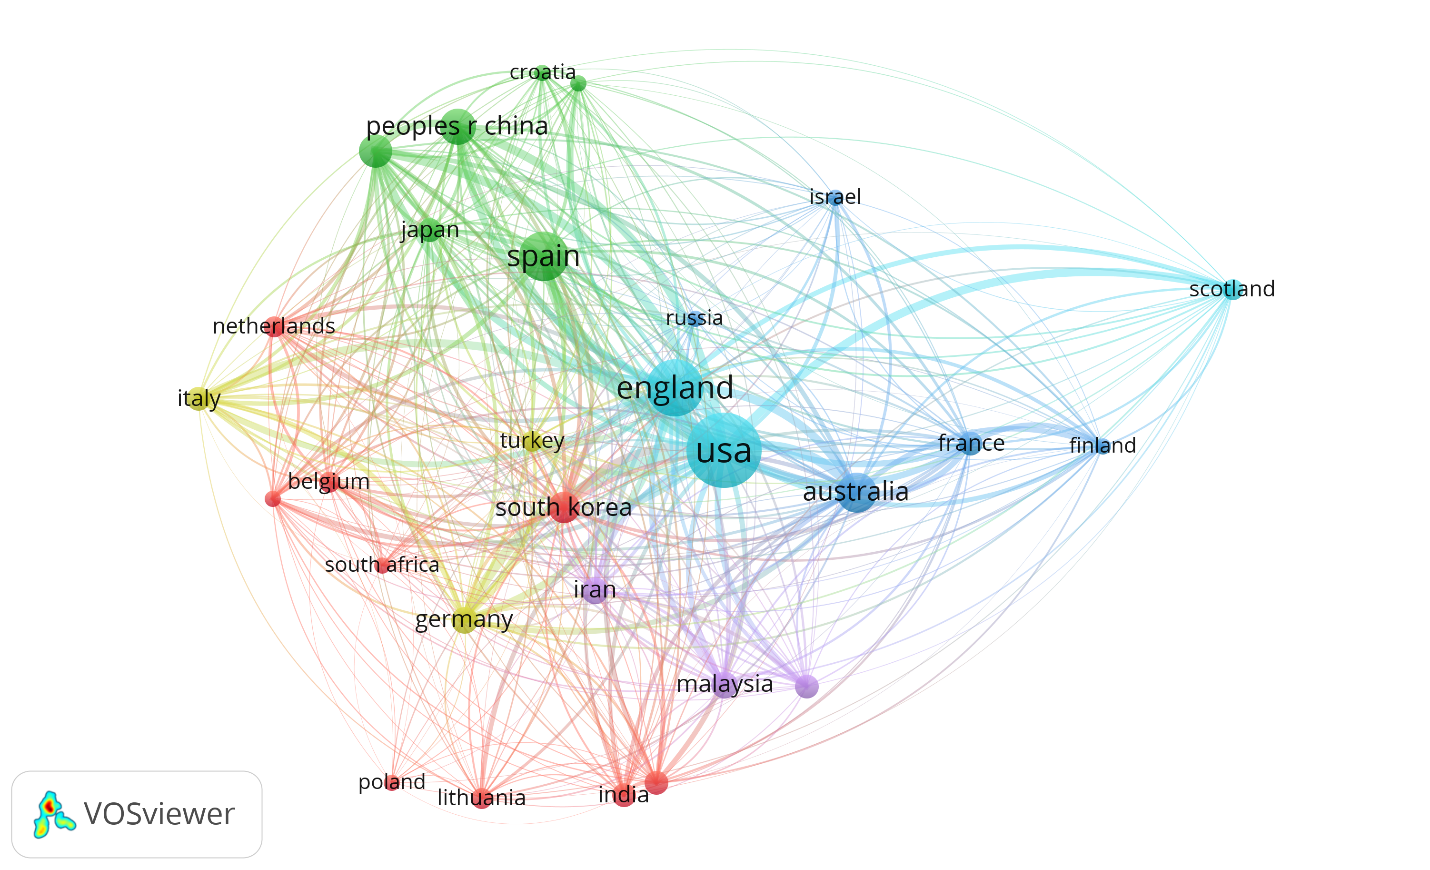 croatia
peoples r china
israel
japan
spain
scotland
russia
netherlands
england
italy
turkey
usa
france
finland
belgium
australia
south korea
south africa
iran
germany
malaysia
poland
lithuania
india
VOSviewer